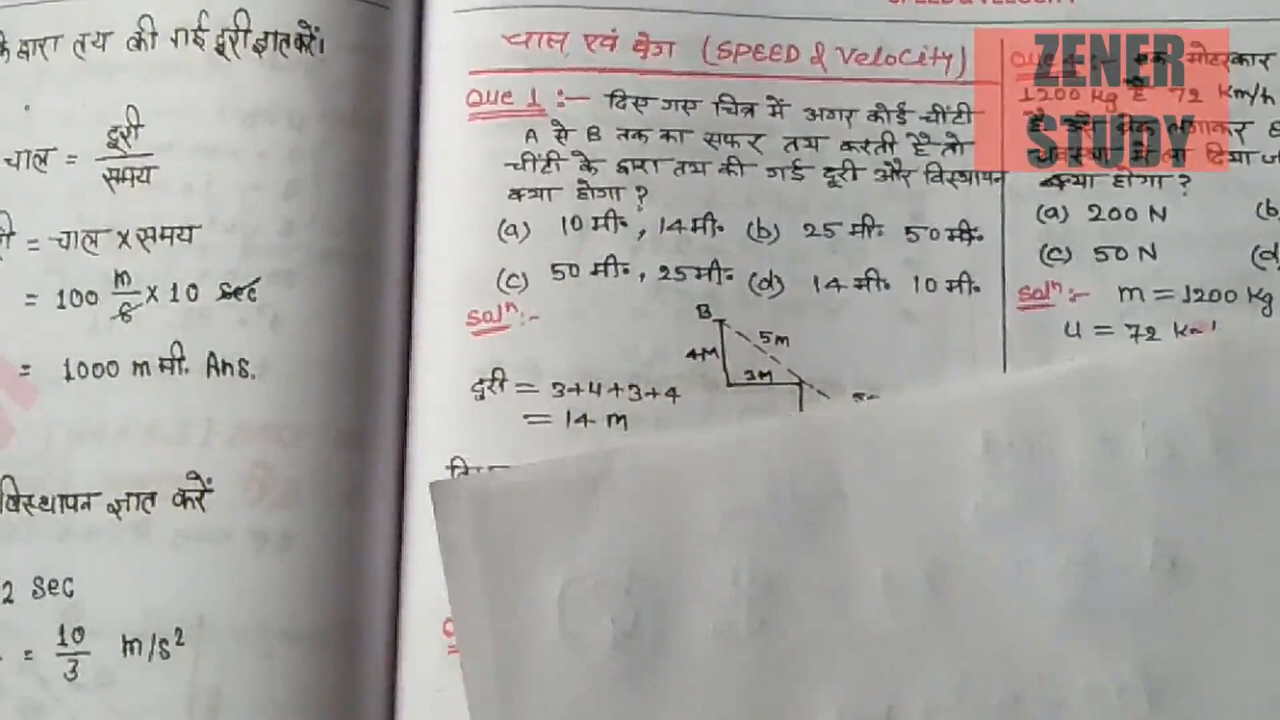 के द्वारा तय की गई दूरी ज्ञात करें।
चाल = दूरी / समय
= चाल × समय
= 100 m/s × 10 sec
= 1000 m मी. Ans.
विस्थापन ज्ञात करें
2 sec
= 10/3 m/s²
चाल एवं वेग (SPEED & VeloCity)
Que 1 :- दिए गए चित्र में अगर कोई चींटी
A से B तक का सफर तय करती है तो
चींटी के द्वारा तय की गई दूरी और विस्थापन
क्या होगा ?
(a) 10 मी॰, 14 मी॰ (b) 25 मी॰ 50 मी॰
(c) 50 मी॰, 25 मी॰ (d) 14 मी॰ 10 मी॰
Solⁿ :-
B
5m
4M
3M
दूरी = 3+4+3+4
= 14 m
ZENER
STUDY
मोटरकार
1200 Kg है 72 Km/h
क्या होगा ?
(a) 200 N (b)
(c) 50 N (d)
Solⁿ :- m = 1200 Kg
u = 72